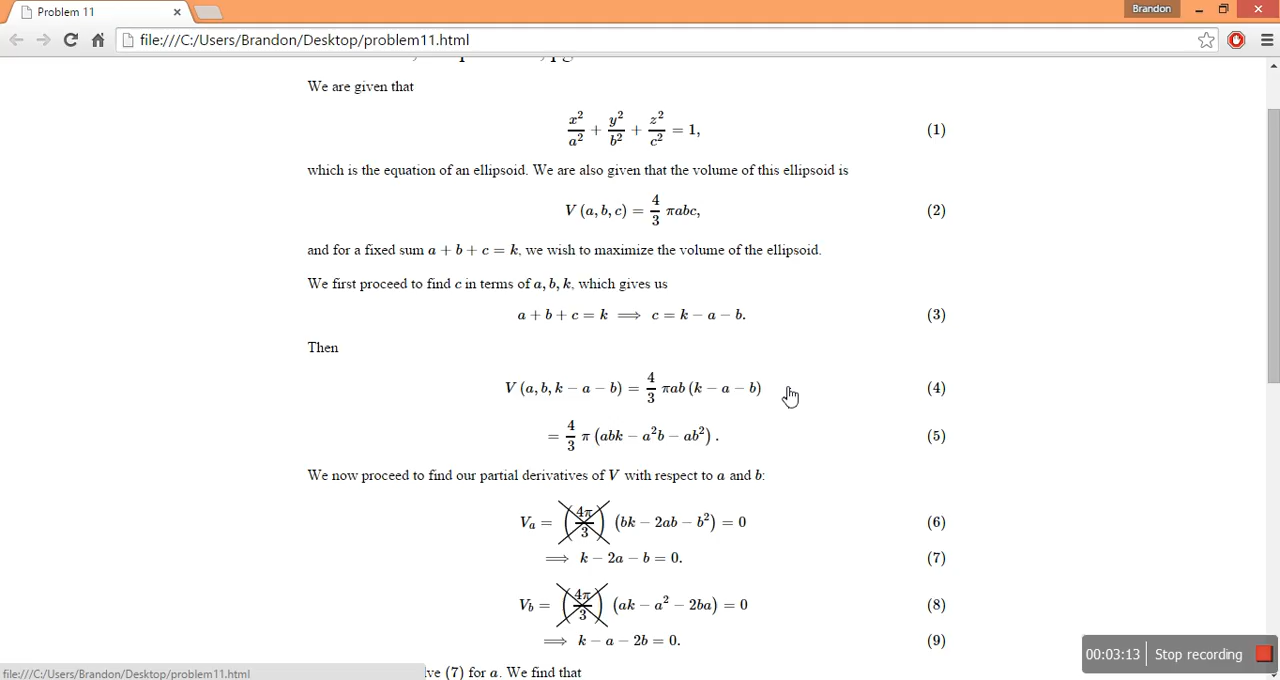 Problem 11
Brandon
file:///C:/Users/Brandon/Desktop/problem11.html
We are given that
x²/a² + y²/b² + z²/c² = 1, (1)
which is the equation of an ellipsoid. We are also given that the volume of this ellipsoid is
V (a, b, c) = 4/3 πabc, (2)
and for a fixed sum a + b + c = k, we wish to maximize the volume of the ellipsoid.
We first proceed to find c in terms of a, b, k, which gives us
a + b + c = k ⟹ c = k − a − b. (3)
Then
V (a, b, k − a − b) = 4/3 πab (k − a − b) (4)
= 4/3 π (abk − a²b − ab²) . (5)
We now proceed to find our partial derivatives of V with respect to a and b:
V_a = (4π/3) (bk − 2ab − b²) = 0 (6)
⟹ k − 2a − b = 0. (7)
V_b = (4π/3) (ak − a² − 2ba) = 0 (8)
⟹ k − a − 2b = 0. (9)
00:03:13 Stop recording
file:///C:/Users/Brandon/Desktop/problem11.html
lve (7) for a. We find that